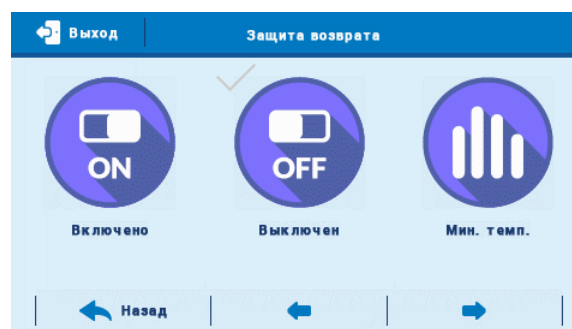 Выход
Защита возврата
ON
OFF
Включено
Выключен
Мин. темп.
Назад